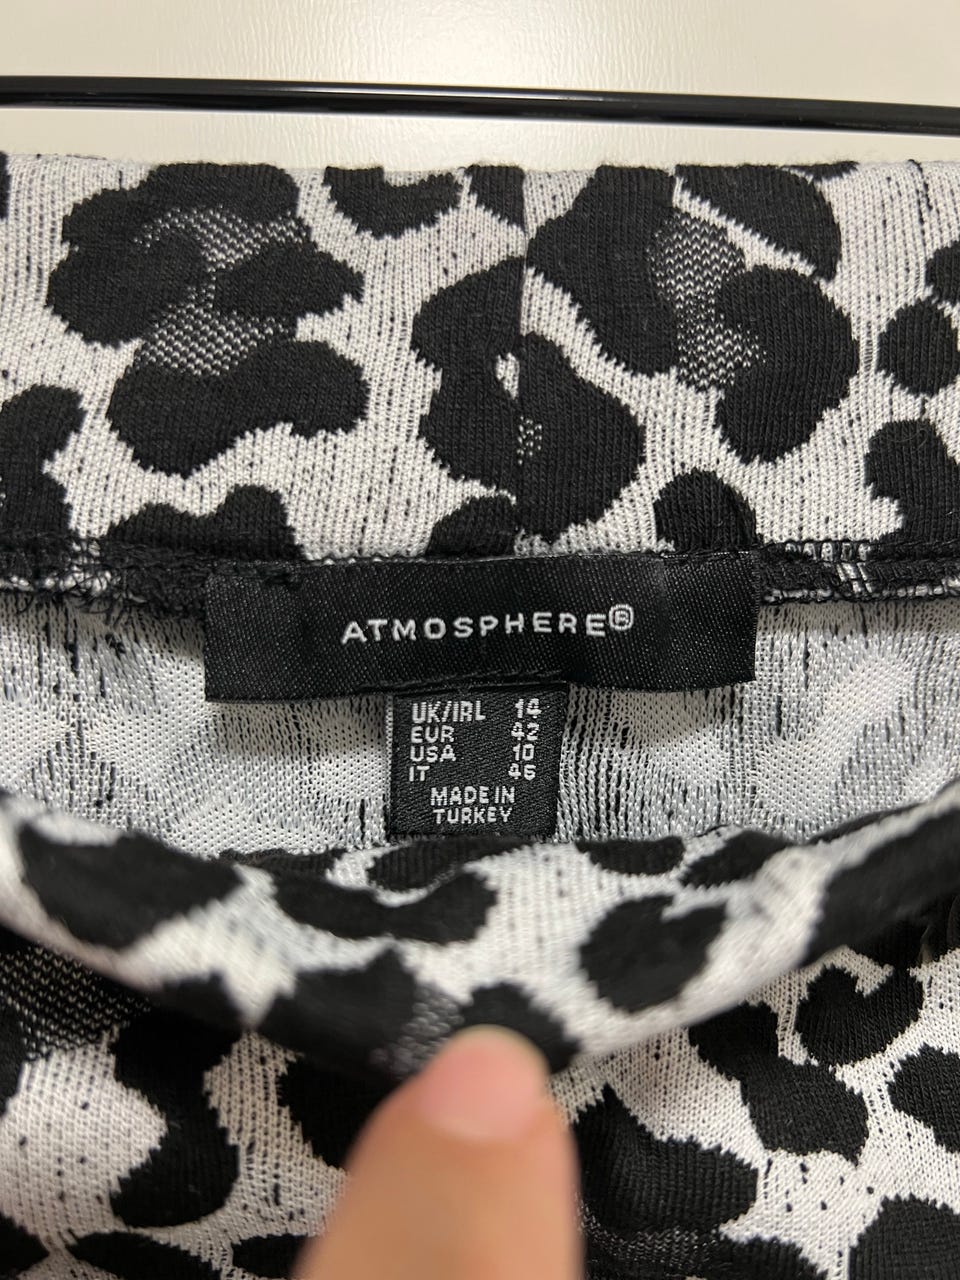 ATMOSPHERE®
UK/IRL 14
EUR 42
USA 10
IT 46
MADE IN
TURKEY